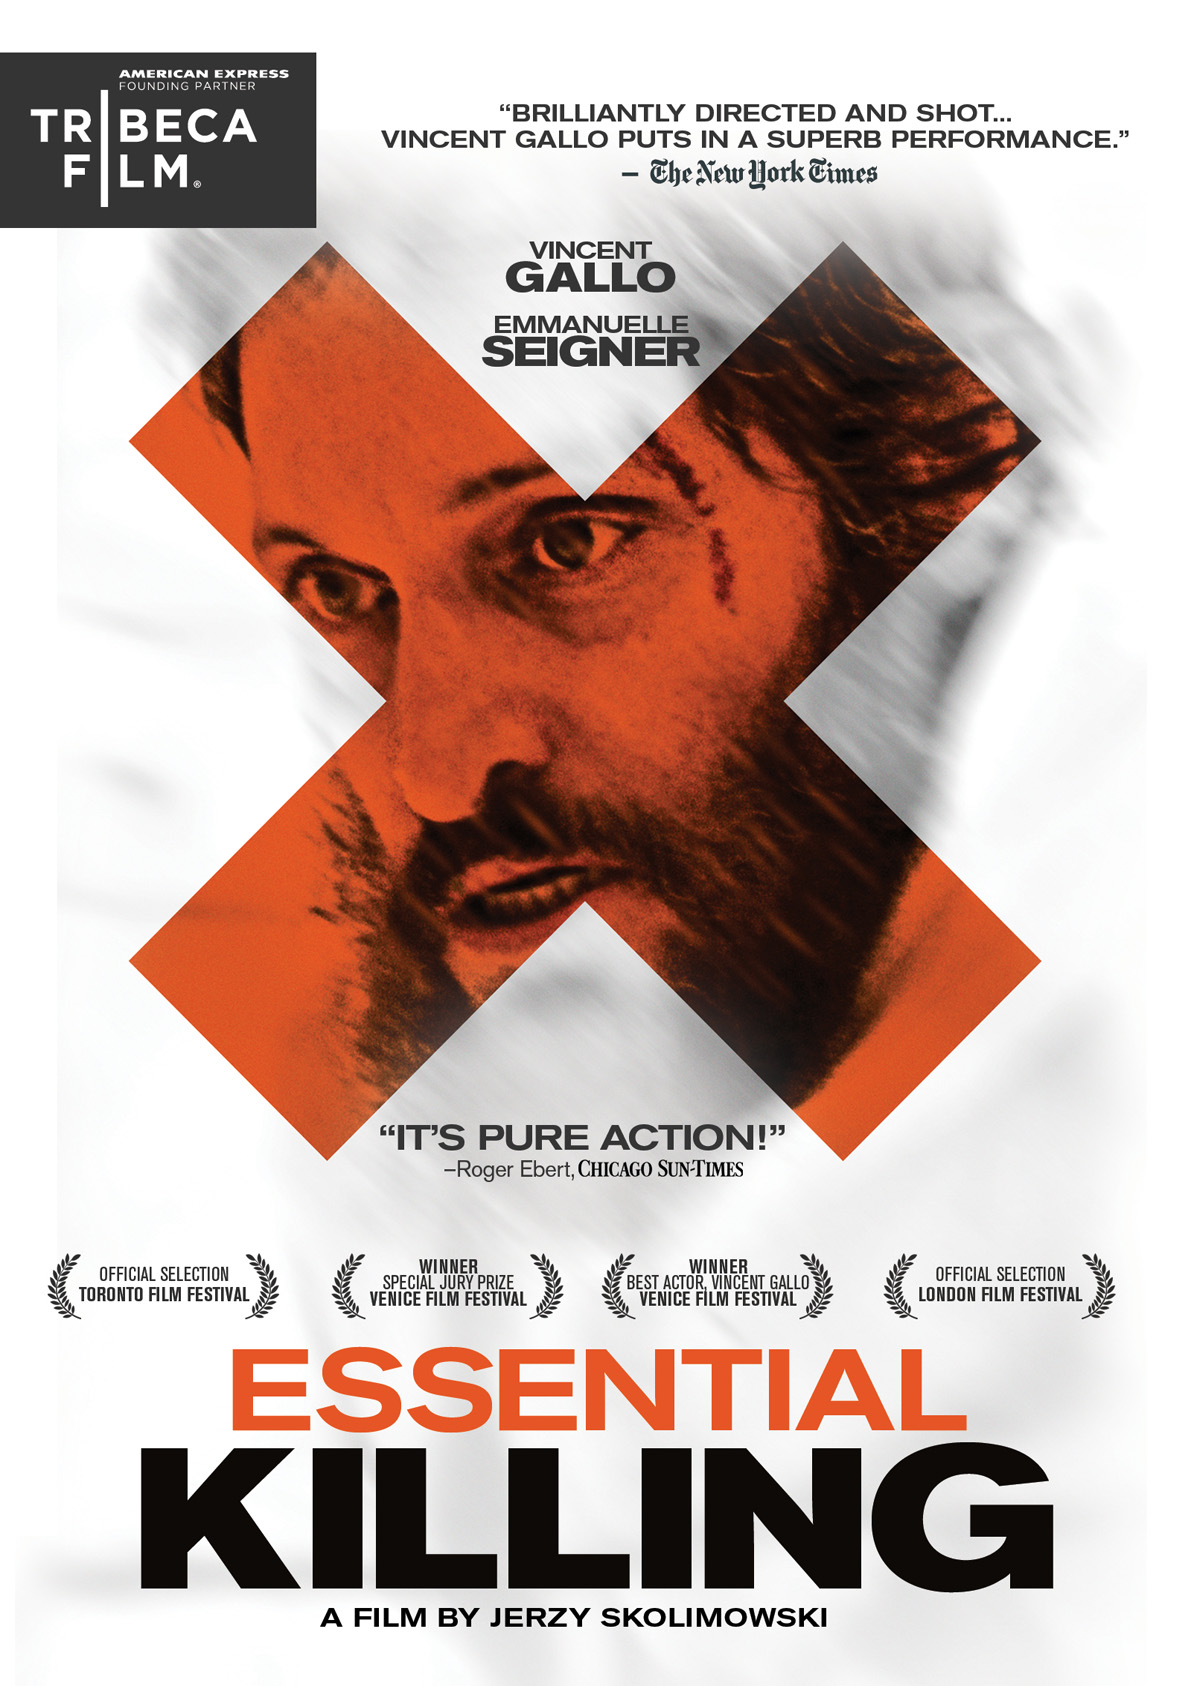 AMERICAN EXPRESS
FOUNDING PARTNER
TRIBECA
FILM®
“BRILLIANTLY DIRECTED AND SHOT...
VINCENT GALLO PUTS IN A SUPERB PERFORMANCE.”
– The New York Times
VINCENT
GALLO
EMMANUELLE
SEIGNER
“IT’S PURE ACTION!”
–Roger Ebert, CHICAGO SUN-TIMES
OFFICIAL SELECTION
TORONTO FILM FESTIVAL
WINNER
SPECIAL JURY PRIZE
VENICE FILM FESTIVAL
WINNER
BEST ACTOR, VINCENT GALLO
VENICE FILM FESTIVAL
OFFICIAL SELECTION
LONDON FILM FESTIVAL
ESSENTIAL
KILLING
A FILM BY JERZY SKOLIMOWSKI